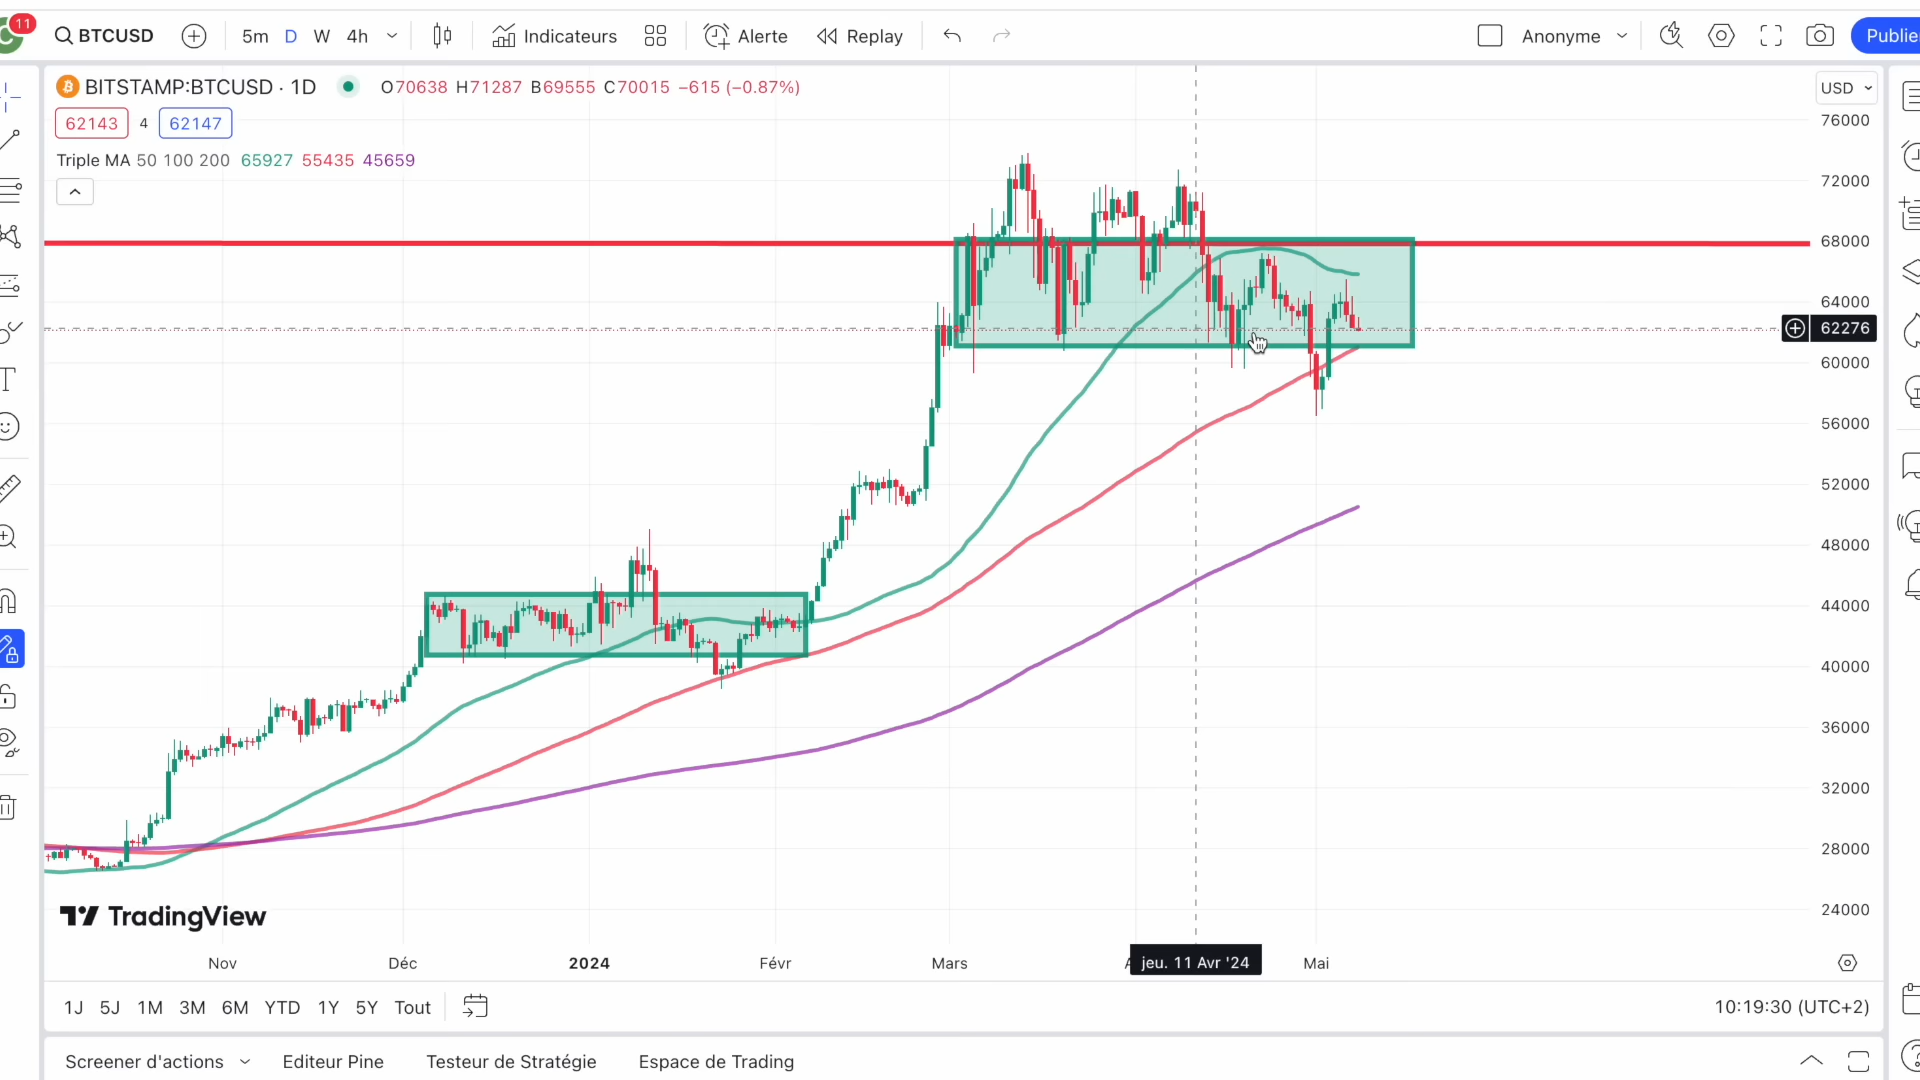 11
BTCUSD
5m D W 4h
Indicateurs
Alerte
Replay
Anonyme
Publier
BITSTAMP:BTCUSD · 1D
O70638 H71287 B69555 C70015 −615 (−0.87%)
62143 4 62147
Triple MA 50 100 200 65927 55435 45659
USD
76000
72000
68000
64000
62276
60000
56000
52000
48000
44000
40000
36000
32000
28000
24000
TradingView
Nov Déc 2024 Févr Mars jeu. 11 Avr '24 Mai
1J 5J 1M 3M 6M YTD 1Y 5Y Tout
10:19:30 (UTC+2)
Screener d'actions Editeur Pine Testeur de Stratégie Espace de Trading